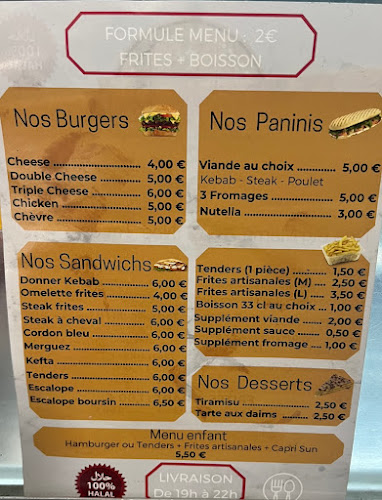 FORMULE MENU : 2€
FRITES + BOISSON
Nos Burgers
Cheese 4,00 €
Double Cheese 5,00 €
Triple Cheese 6,00 €
Chicken 5,00 €
Chèvre 5,00 €
Nos Paninis
Viande au choix 5,00 €
Kebab - Steak - Poulet
3 Fromages 5,00 €
Nutella 3,00 €
Nos Sandwichs
Donner Kebab 6,00 €
Omelette frites 4,00 €
Steak frites 5,00 €
Steak à cheval 6,00 €
Cordon bleu 6,00 €
Merguez 6,00 €
Kefta 6,00 €
Tenders 6,00 €
Escalope 6,00 €
Escalope boursin 6,50 €
Tenders (1 pièce) 1,50 €
Frites artisanales (M) 2,50 €
Frites artisanales (L) 3,50 €
Boisson 33 cl au choix 1,00 €
Supplément viande 2,00 €
Supplément sauce 0,50 €
Supplément fromage 1,00 €
Nos Desserts
Tiramisu 2,50 €
Tarte aux daims 2,50 €
Menu enfant
Hamburger ou Tenders + Frites artisanales + Capri Sun
5,50 €
حلال
100%
HALAL
LIVRAISON
De 19h à 22h